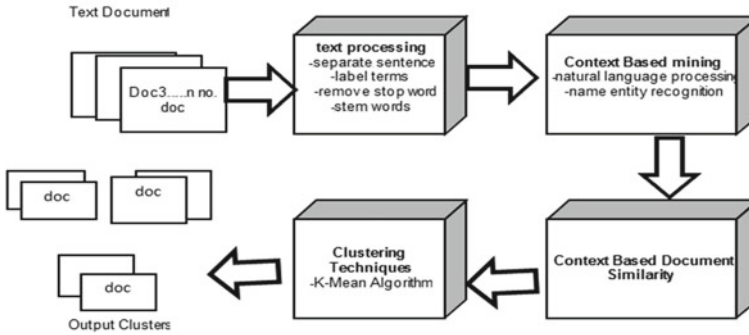 Text Document
Doc3......n no.
doc
text processing
-separate sentence
-label terms
-remove stop word
-stem words
Context Based mining
-natural language processing
-name entity recognition
Context Based Document
Similarity
Clustering
Techniques
-K-Mean Algorithm
doc
doc
doc
Output Clusters